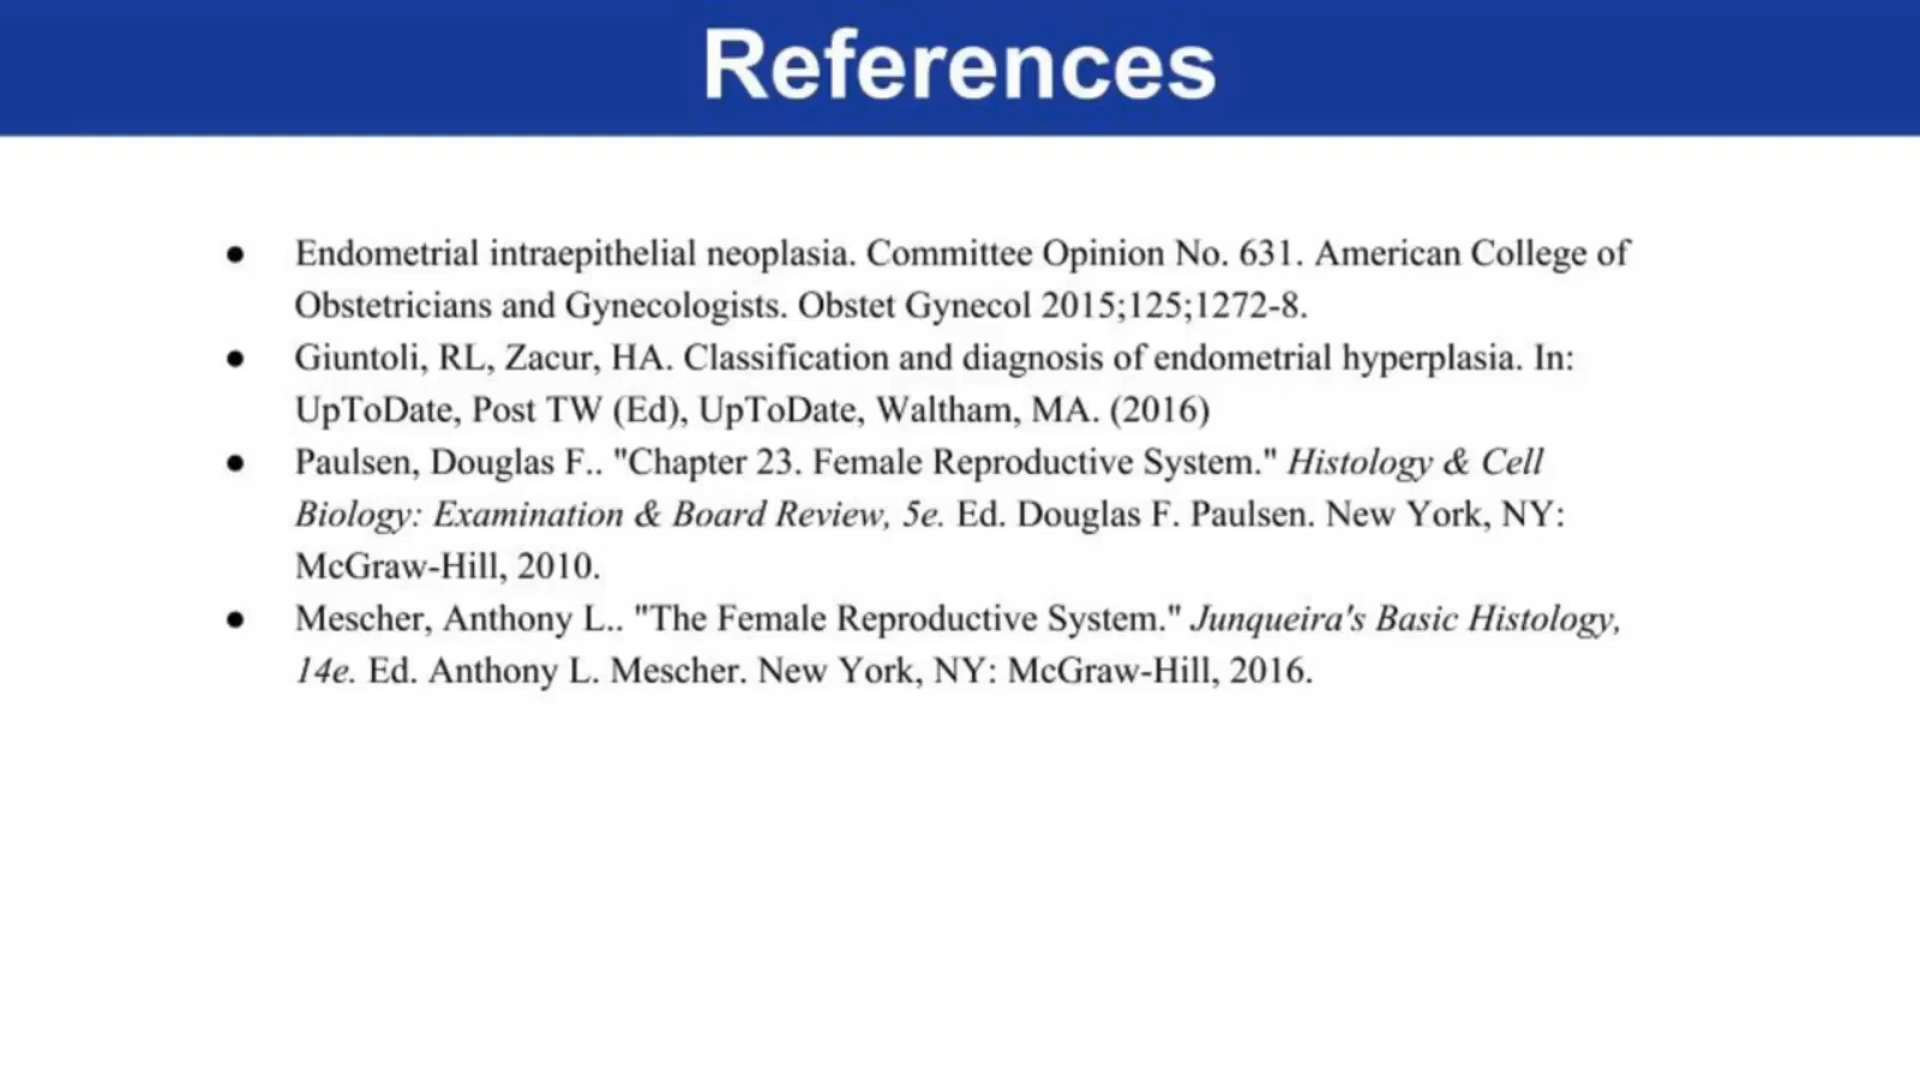 References
● Endometrial intraepithelial neoplasia. Committee Opinion No. 631. American College of
Obstetricians and Gynecologists. Obstet Gynecol 2015;125;1272-8.
● Giuntoli, RL, Zacur, HA. Classification and diagnosis of endometrial hyperplasia. In:
UpToDate, Post TW (Ed), UpToDate, Waltham, MA. (2016)
● Paulsen, Douglas F.. "Chapter 23. Female Reproductive System." Histology & Cell
Biology: Examination & Board Review, 5e. Ed. Douglas F. Paulsen. New York, NY:
McGraw-Hill, 2010.
● Mescher, Anthony L.. "The Female Reproductive System." Junqueira's Basic Histology,
14e. Ed. Anthony L. Mescher. New York, NY: McGraw-Hill, 2016.